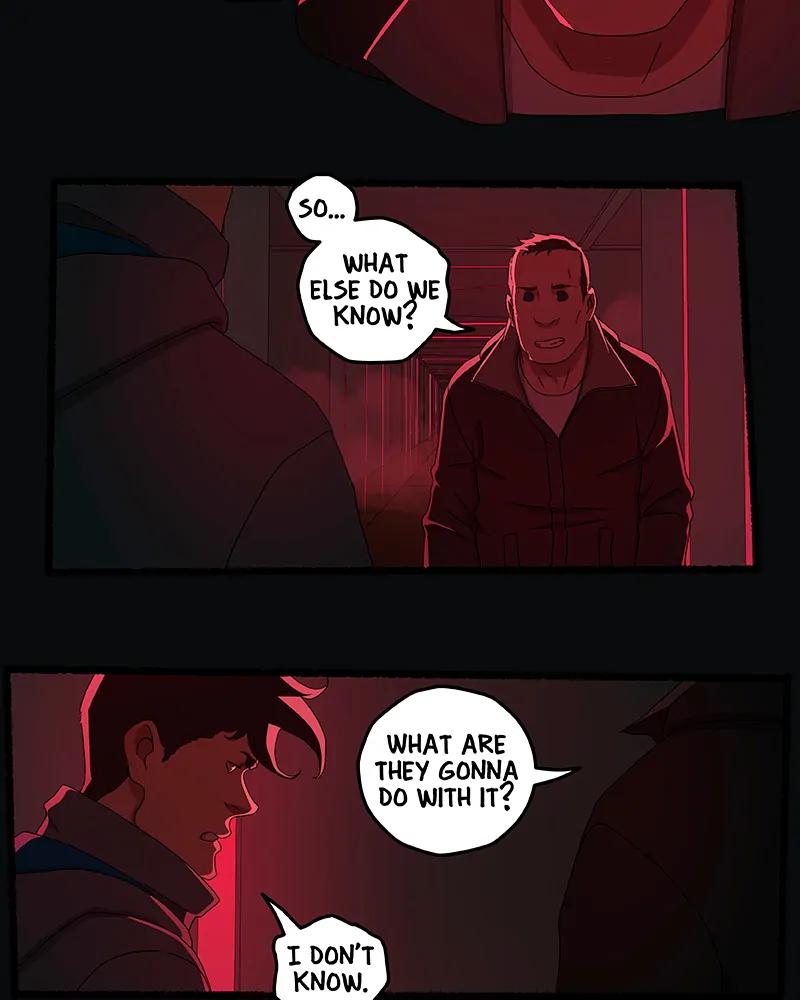 SO...
WHAT
ELSE DO WE
KNOW?
WHAT ARE
THEY GONNA
DO WITH IT?
I DON'T
KNOW.